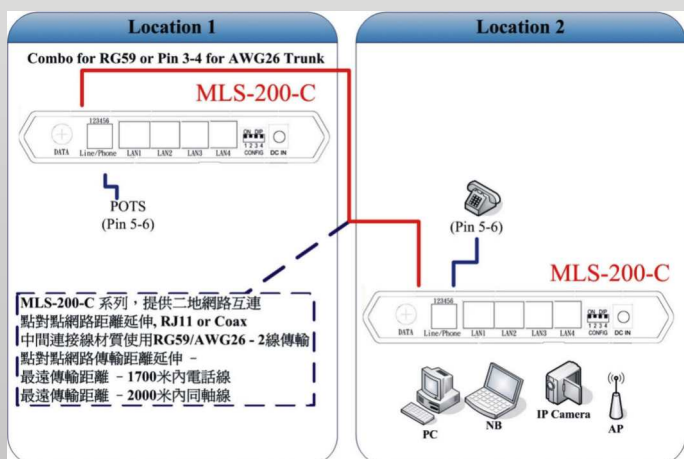 Location 1
Combo for RG59 or Pin 3-4 for AWG26 Trunk
MLS-200-C
123456
DATA
Line/Phone
LAN1
LAN2
LAN3
LAN4
ON DIP
1 2 3 4
CONFIG
DC IN
POTS
(Pin 5-6)
MLS-200-C 系列，提供二地網路互連
點對點網路距離延伸, RJ11 or Coax
中間連接線材質使用RG59/AWG26 - 2線傳輸
點對點網路傳輸距離延伸 -
最遠傳輸距離 - 1700米內電話線
最遠傳輸距離 - 2000米內同軸線
Location 2
(Pin 5-6)
MLS-200-C
123456
DATA
Line/Phone
LAN1
LAN2
LAN3
LAN4
ON DIP
1 2 3 4
CONFIG
DC IN
PC
NB
IP Camera
AP